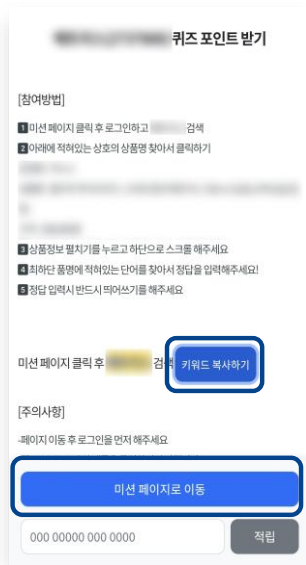 퀴즈 포인트 받기
[참여방법]
1 미션 페이지 클릭 후 로그인하고 검색
2 아래에 적혀있는 상호의 상품명 찾아서 클릭하기
3 상품정보 펼치기를 누르고 하단으로 스크롤 해주세요
4 최하단 품명에 적혀있는 단어를 찾아서 정답을 입력해주세요!
5 정답 입력시 반드시 띄어쓰기를 해주세요
미션 페이지 클릭 후 검색 키워드 복사하기
[주의사항]
-페이지 이동 후 로그인을 먼저 해주세요
미션 페이지로 이동
000 00000 000 0000 적립